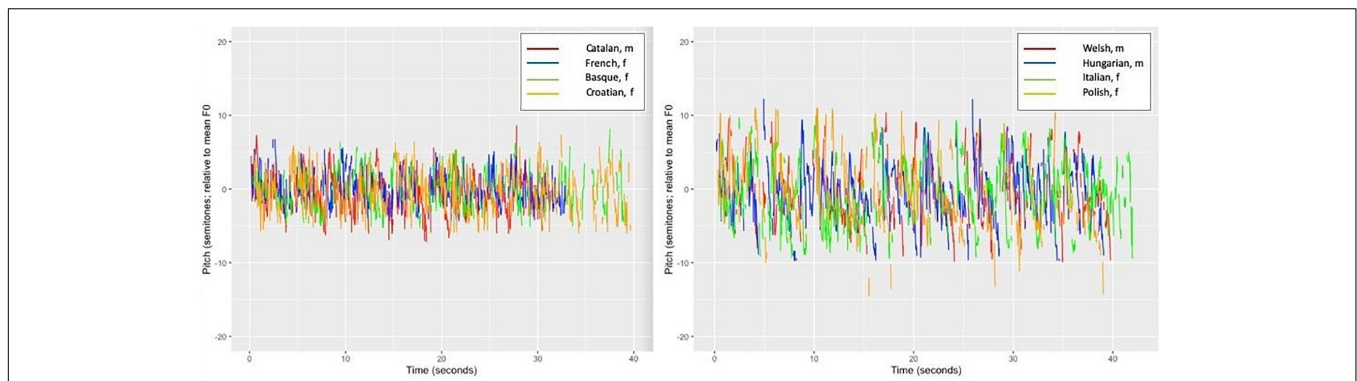 Pitch (semitones; relative to mean F0)
20
10
0
-10
-20
Catalan, m
French, f
Basque, f
Croatian, f
0
10
20
30
40
Time (seconds)
Pitch (semitones; relative to mean F0)
20
10
0
-10
-20
Welsh, m
Hungarian, m
Italian, f
Polish, f
0
10
20
30
40
Time (seconds)